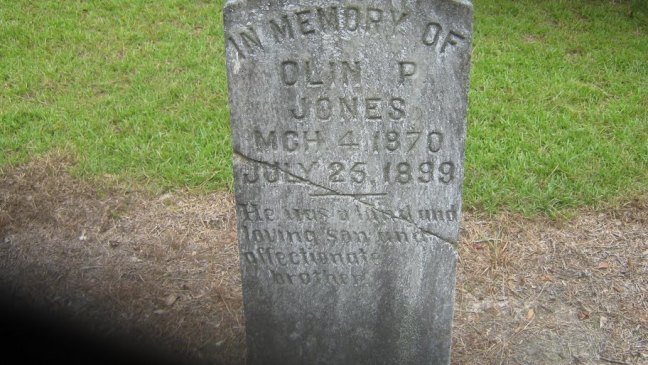 IN MEMORY OF
OLIN P
JONES
MCH 4 1870
JULY 25, 1899
He was a kind and
loving son and
affectionate
brother